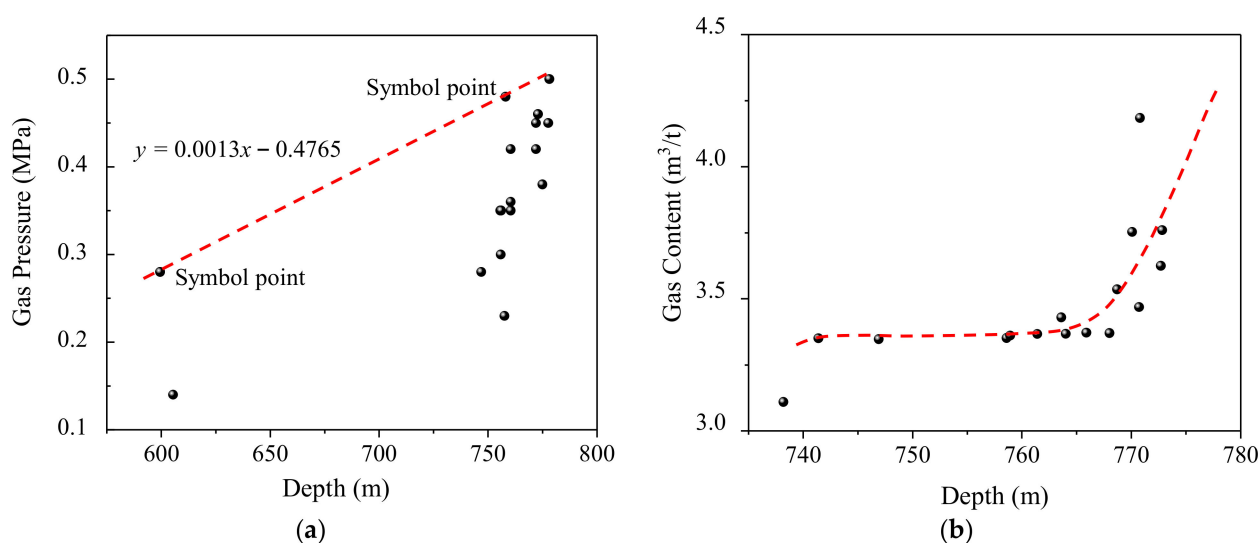 Gas Pressure (MPa)
0.5
0.4
0.3
0.2
0.1
Symbol point
y = 0.0013x − 0.4765
Symbol point
600
650
700
750
800
Depth (m)
(a)
Gas Content (m³/t)
4.5
4.0
3.5
3.0
740
750
760
770
780
Depth (m)
(b)